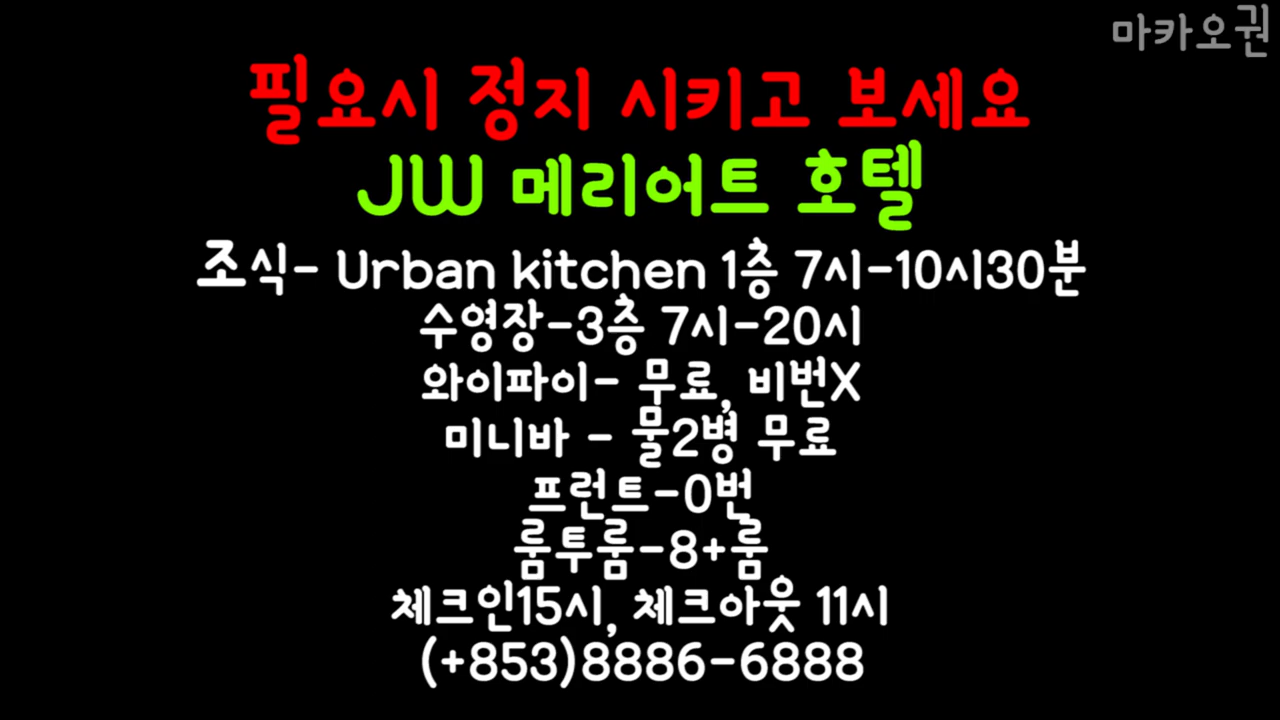 마카오권
필요시 정지 시키고 보세요
JW 메리어트 호텔
조식- Urban kitchen 1층 7시-10시30분
수영장-3층 7시-20시
와이파이- 무료, 비번X
미니바 - 물2병 무료
프런트-0번
룸투룸-8+룸
체크인15시, 체크아웃 11시
(+853)8886-6888